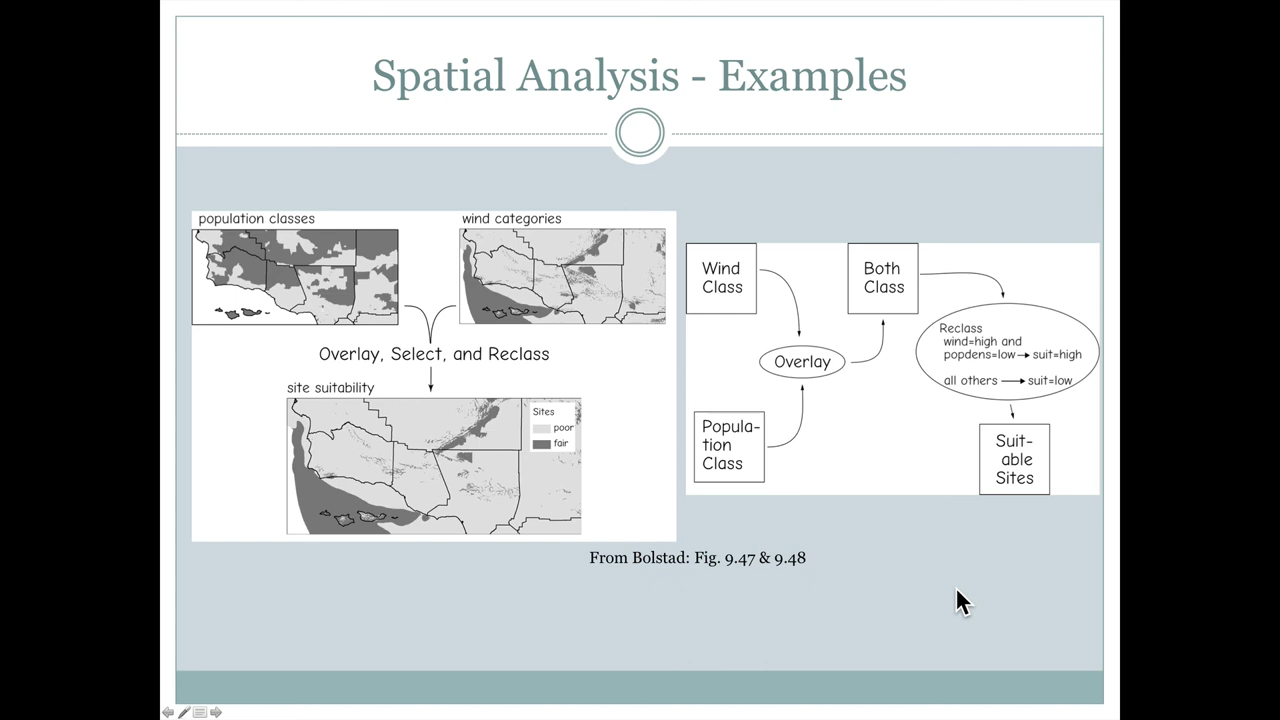 Spatial Analysis - Examples
population classes
wind categories
Overlay, Select, and Reclass
site suitability
Sites
poor
fair
Wind
Class
Both
Class
Overlay
Popula-
tion
Class
Reclass
wind=high and
popdens=low→suit=high
all others → suit=low
Suit-
able
Sites
From Bolstad: Fig. 9.47 & 9.48